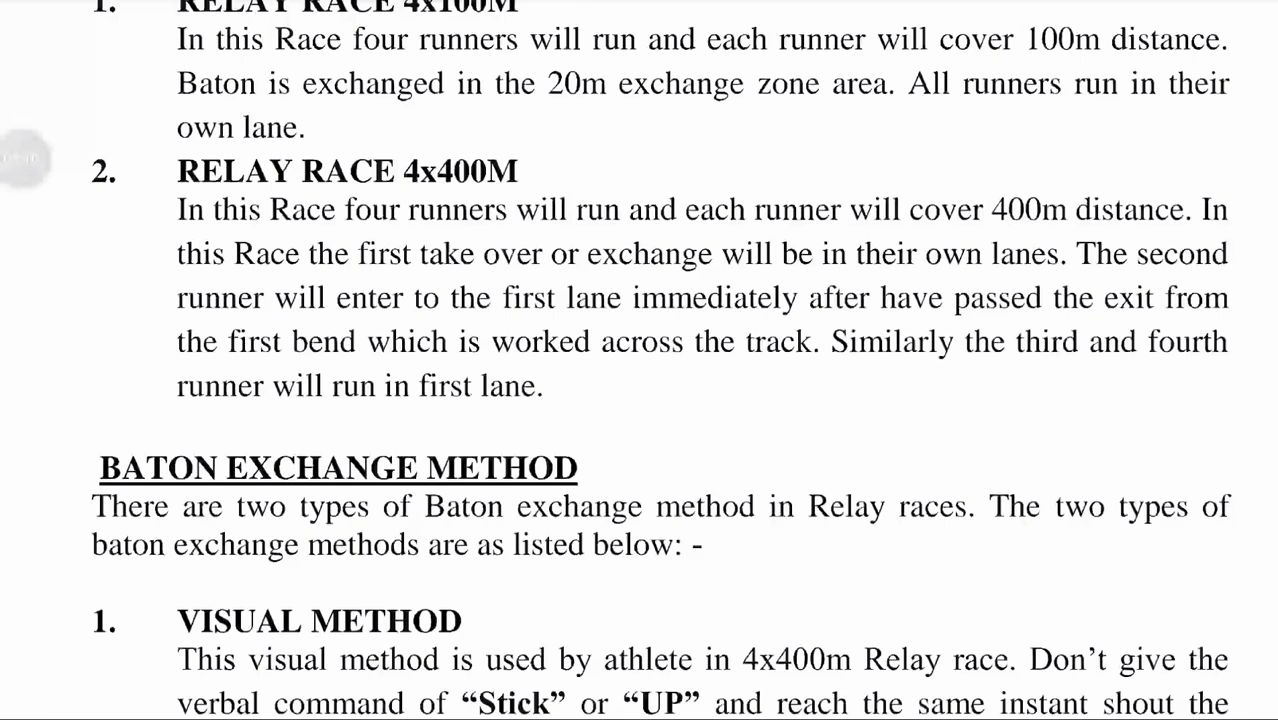 1. RELAY RACE 4x100M
In this Race four runners will run and each runner will cover 100m distance.
Baton is exchanged in the 20m exchange zone area. All runners run in their
own lane.
2. RELAY RACE 4x400M
In this Race four runners will run and each runner will cover 400m distance. In
this Race the first take over or exchange will be in their own lanes. The second
runner will enter to the first lane immediately after have passed the exit from
the first bend which is worked across the track. Similarly the third and fourth
runner will run in first lane.
BATON EXCHANGE METHOD
There are two types of Baton exchange method in Relay races. The two types of
baton exchange methods are as listed below: -
1. VISUAL METHOD
This visual method is used by athlete in 4x400m Relay race. Don’t give the
verbal command of “Stick” or “UP” and reach the same instant shout the